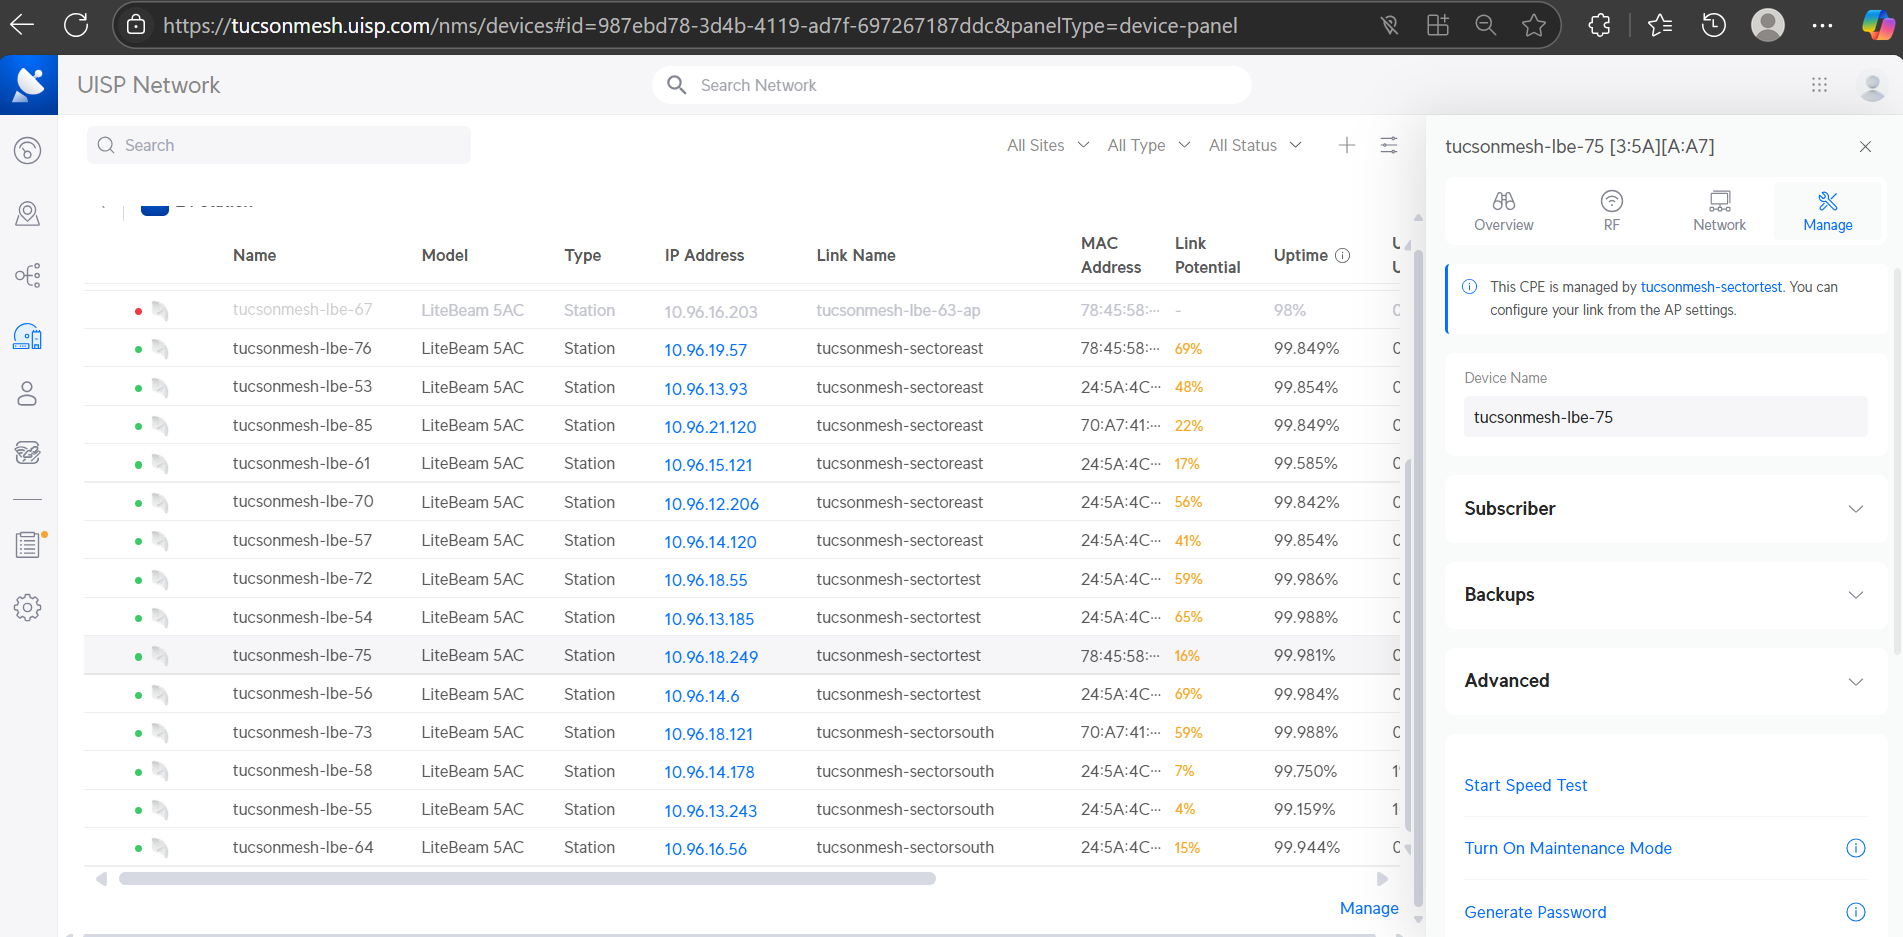 https://tucsonmesh.uisp.com/nms/devices#id=987ebd78-3d4b-4119-ad7f-697267187ddc&panelType=device-panel
UISP Network
Search Network
Search
All Sites
All Type
All Status
Name Model Type IP Address Link Name MAC Address Link Potential Uptime
tucsonmesh-lbe-67 LiteBeam 5AC Station 10.96.16.203 tucsonmesh-lbe-63-ap 78:45:58:··· - 98% 0
tucsonmesh-lbe-76 LiteBeam 5AC Station 10.96.19.57 tucsonmesh-sectoreast 78:45:58:··· 69% 99.849% 0
tucsonmesh-lbe-53 LiteBeam 5AC Station 10.96.13.93 tucsonmesh-sectoreast 24:5A:4C··· 48% 99.854% 0
tucsonmesh-lbe-85 LiteBeam 5AC Station 10.96.21.120 tucsonmesh-sectoreast 70:A7:41:··· 22% 99.849% 0
tucsonmesh-lbe-61 LiteBeam 5AC Station 10.96.15.121 tucsonmesh-sectoreast 24:5A:4C··· 17% 99.585% 0
tucsonmesh-lbe-70 LiteBeam 5AC Station 10.96.12.206 tucsonmesh-sectoreast 24:5A:4C··· 56% 99.842% 0
tucsonmesh-lbe-57 LiteBeam 5AC Station 10.96.14.120 tucsonmesh-sectoreast 24:5A:4C··· 41% 99.854% 0
tucsonmesh-lbe-72 LiteBeam 5AC Station 10.96.18.55 tucsonmesh-sectortest 24:5A:4C··· 59% 99.986% 0
tucsonmesh-lbe-54 LiteBeam 5AC Station 10.96.13.185 tucsonmesh-sectortest 24:5A:4C··· 65% 99.988% 0
tucsonmesh-lbe-75 LiteBeam 5AC Station 10.96.18.249 tucsonmesh-sectortest 78:45:58:··· 16% 99.981% 0
tucsonmesh-lbe-56 LiteBeam 5AC Station 10.96.14.6 tucsonmesh-sectortest 24:5A:4C··· 69% 99.984% 0
tucsonmesh-lbe-73 LiteBeam 5AC Station 10.96.18.121 tucsonmesh-sectorsouth 70:A7:41:··· 59% 99.988% 0
tucsonmesh-lbe-58 LiteBeam 5AC Station 10.96.14.178 tucsonmesh-sectorsouth 24:5A:4C··· 7% 99.750% 1
tucsonmesh-lbe-55 LiteBeam 5AC Station 10.96.13.243 tucsonmesh-sectorsouth 24:5A:4C··· 4% 99.159% 1
tucsonmesh-lbe-64 LiteBeam 5AC Station 10.96.16.56 tucsonmesh-sectorsouth 24:5A:4C··· 15% 99.944% 0
Manage
tucsonmesh-lbe-75 [3:5A][A:A7]
Overview
RF
Network
Manage
This CPE is managed by tucsonmesh-sectortest. You can
configure your link from the AP settings.
Device Name
tucsonmesh-lbe-75
Subscriber
Backups
Advanced
Start Speed Test
Turn On Maintenance Mode
Generate Password